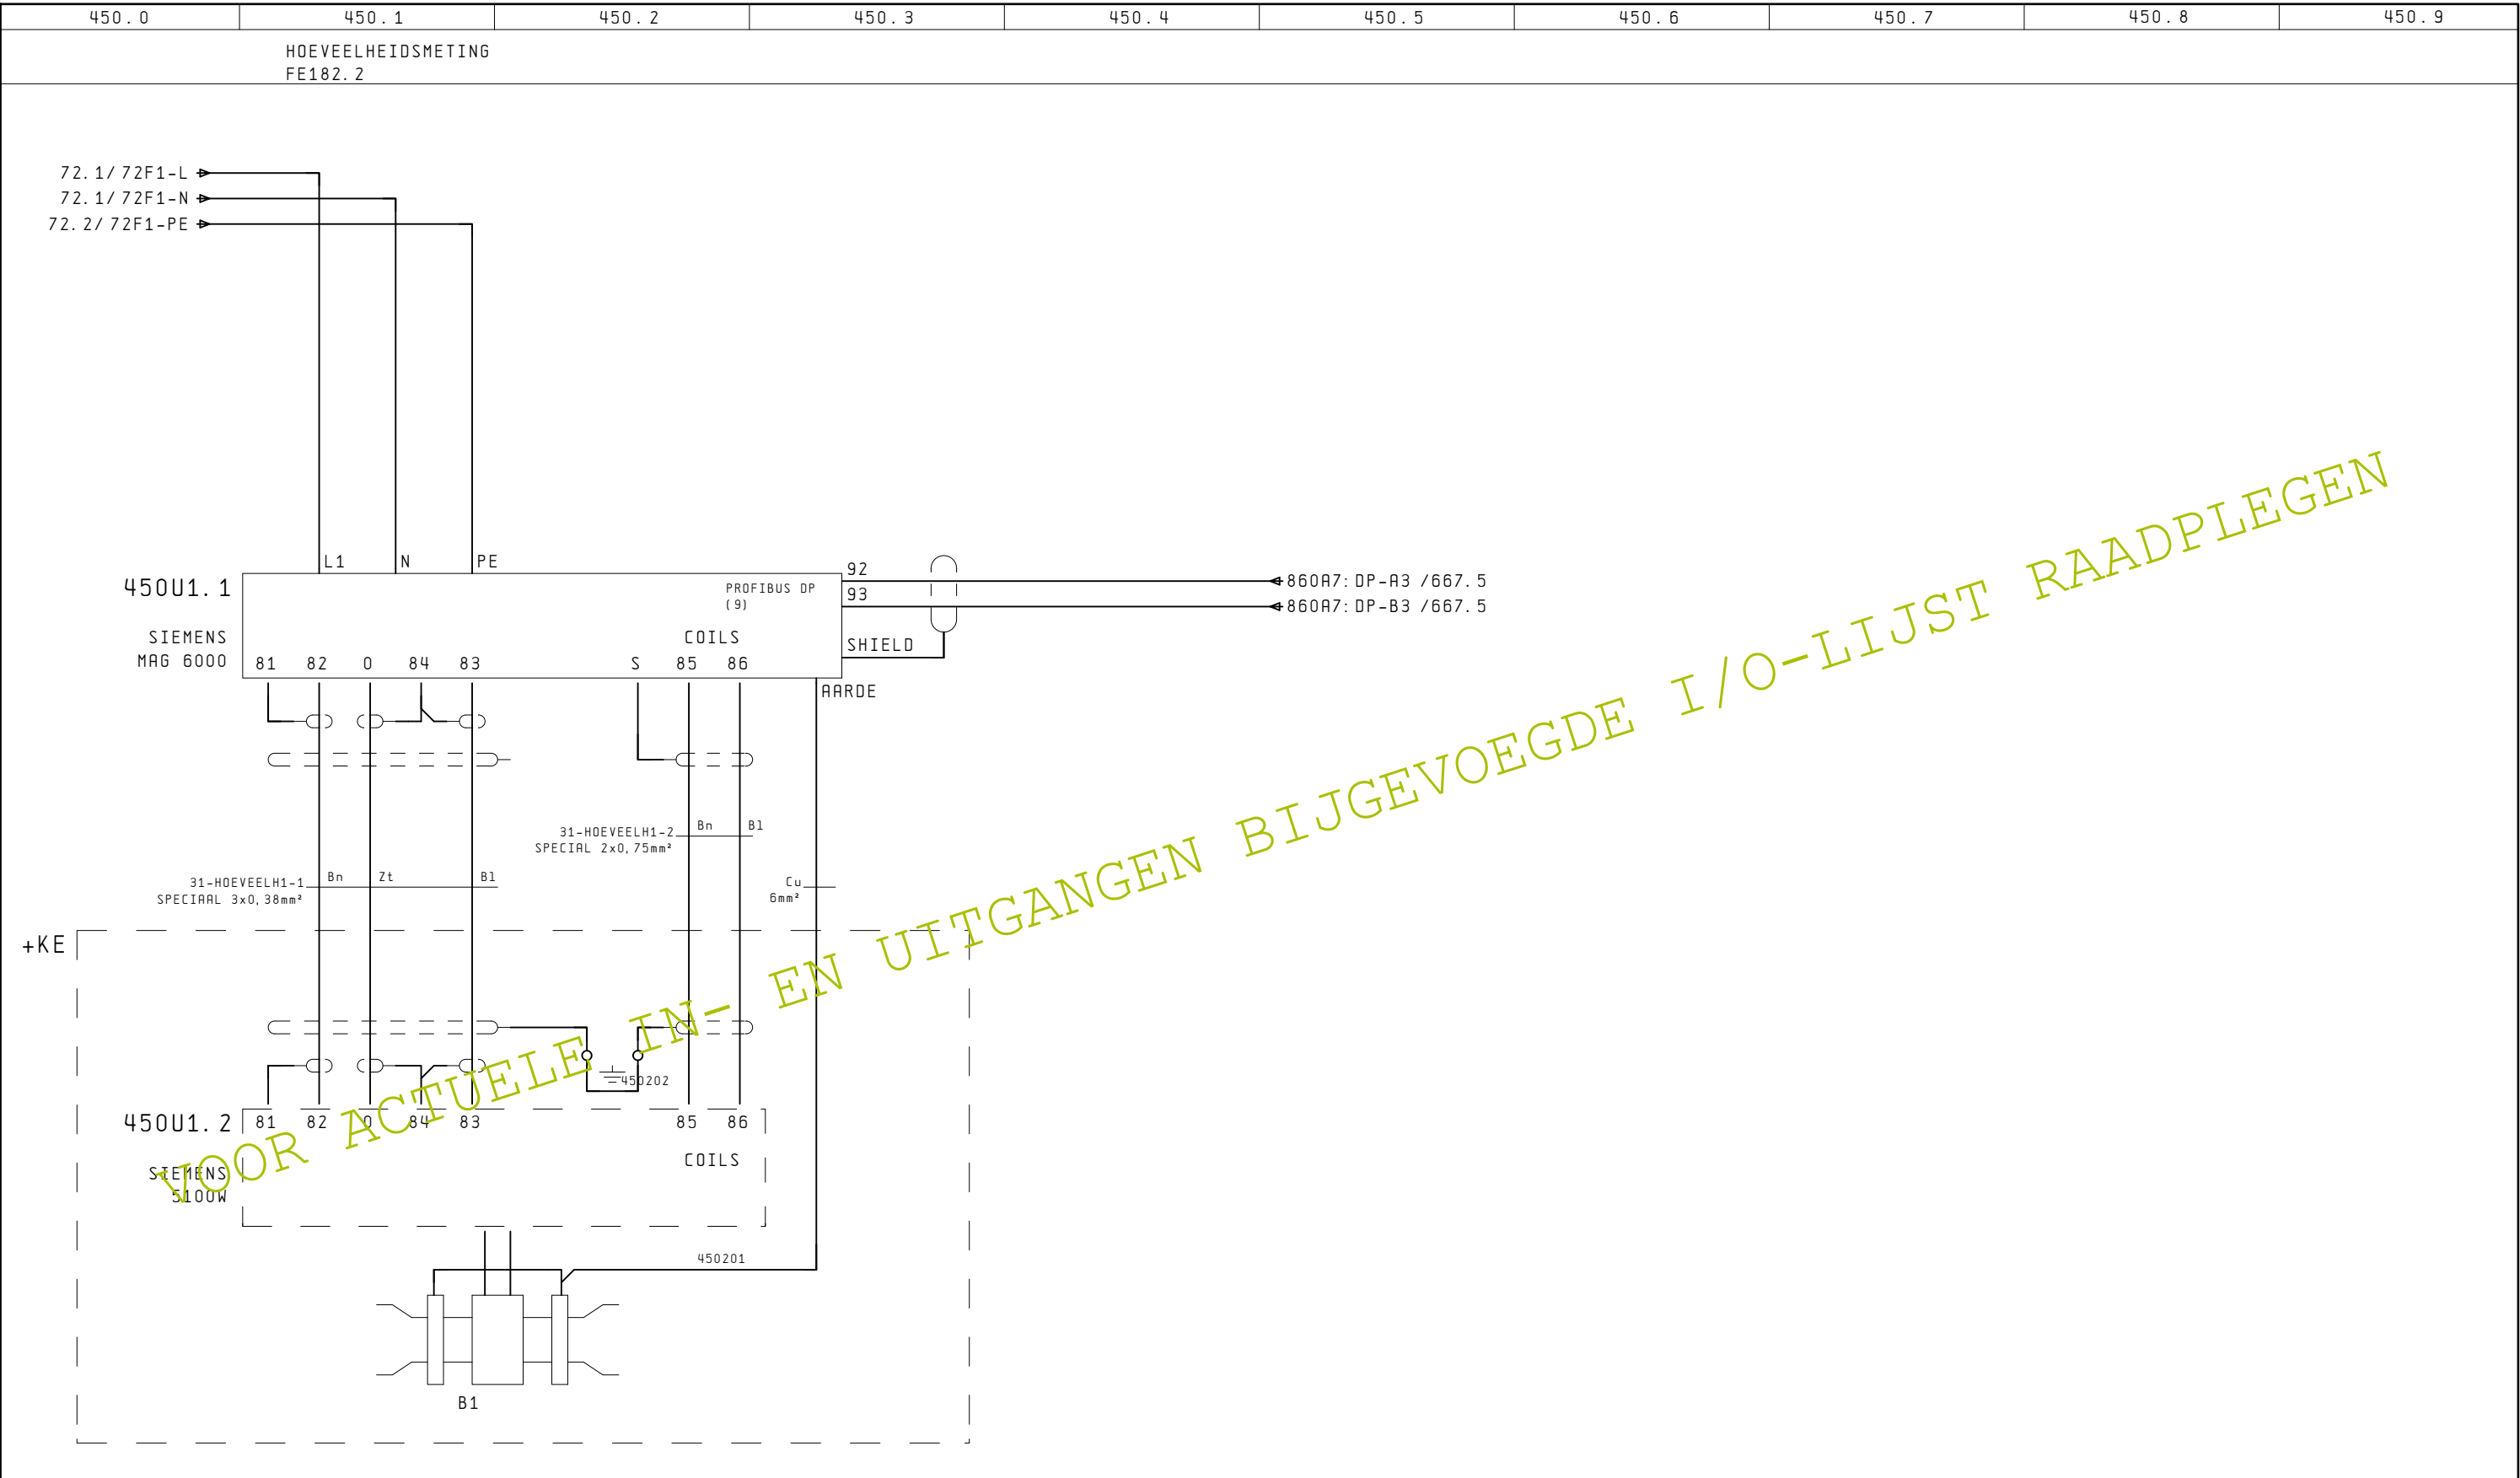 450.0 450.1 450.2 450.3 450.4 450.5 450.6 450.7 450.8 450.9
HOEVEELHEIDSMETING
FE182.2
72.1/72F1-L
72.1/72F1-N
72.2/72F1-PE
L1 N PE
450U1.1
SIEMENS
MAG 6000
PROFIBUS DP
(9)
92
93
860A7:DP-A3 /667.5
860A7:DP-B3 /667.5
COILS
SHIELD
81 82 0 84 83 S 85 86
AARDE
31-HOEVEELH1-2
SPECIAL 2x0,75mm²
Bn Bl
31-HOEVEELH1-1
SPECIAAL 3x0,38mm²
Bn Zt Bl
Cu
6mm²
+KE
450202
450U1.2
81 82 0 84 83 85 86
SIEMENS
5100W
COILS
450201
B1
VOOR ACTUELE IN- EN UITGANGEN BIJGEVOEGDE I/O-LIJST RAADPLEGEN